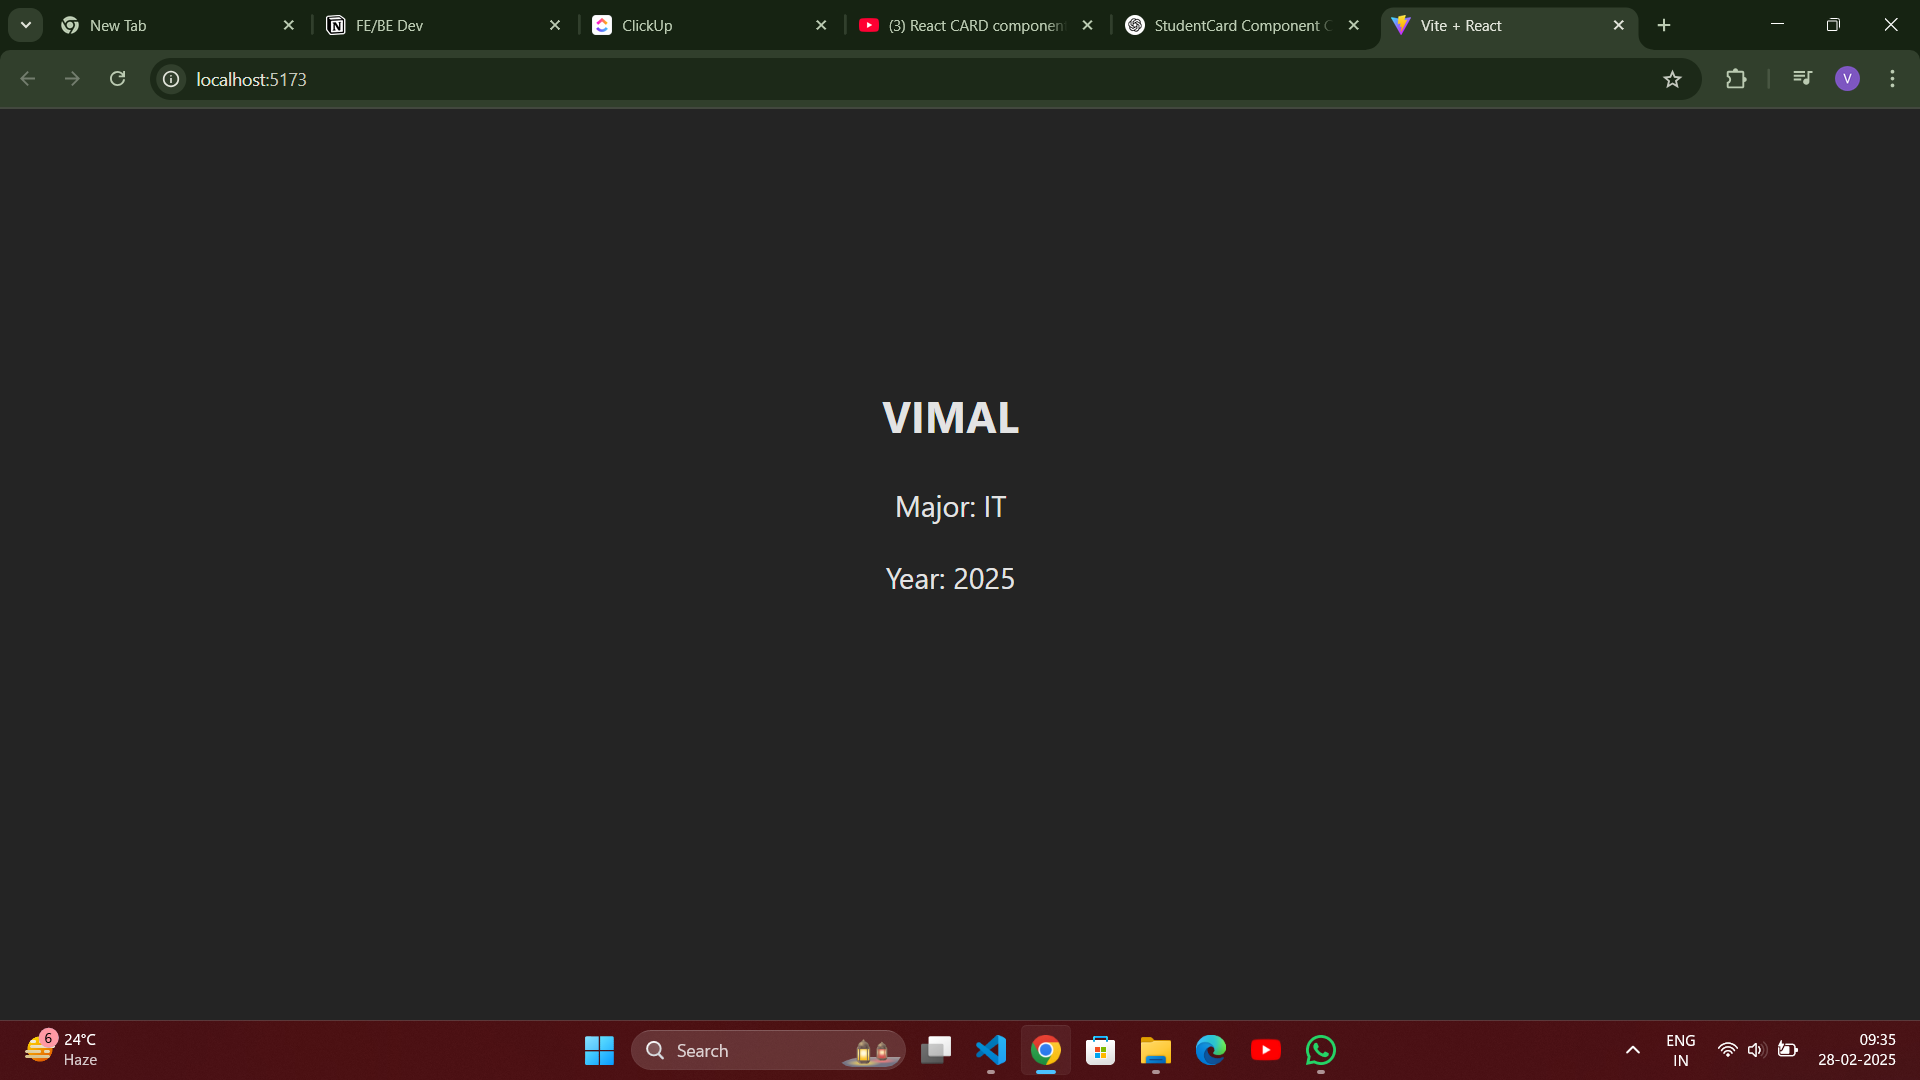 New Tab
FE/BE Dev
ClickUp
(3) React CARD componen
StudentCard Component C
Vite + React
localhost:5173
V
VIMAL
Major: IT
Year: 2025
6
24°C
Haze
Search
ENG
IN
09:35
28-02-2025